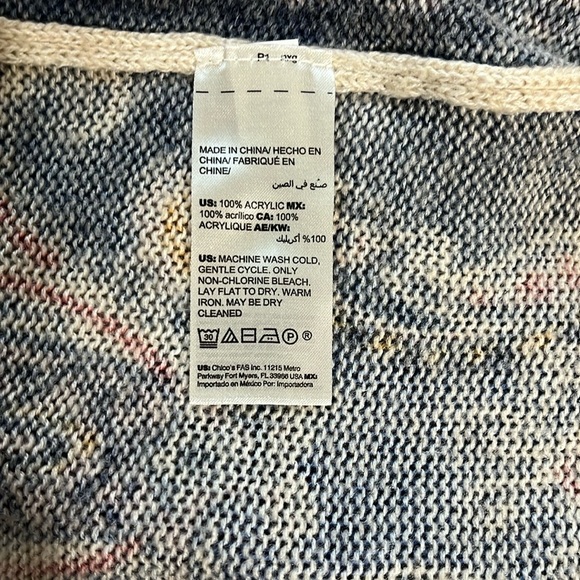 MADE IN CHINA/ HECHO EN
CHINA/ FABRIQUÉ EN
CHINE/
صنع في الصين
US: 100% ACRYLIC MX:
100% acrílico CA: 100%
ACRYLIQUE AE/KW:
100% أكريليك
US: MACHINE WASH COLD,
GENTLE CYCLE. ONLY
NON-CHLORINE BLEACH.
LAY FLAT TO DRY. WARM
IRON. MAY BE DRY
CLEANED
30 P ®
US: Chico's FAS Inc. 11215 Metro
Parkway Fort Myers, FL 33966 USA MX:
Importado en México Por: Importadora